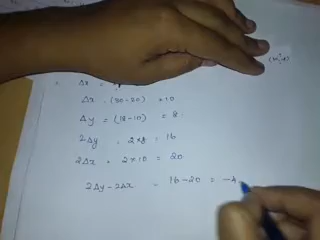 Δx =
Δx = (30-20) = 10
Δy = (18-10) = 8
2Δy = 2×8 = 16
2Δx = 2×10 = 20
2Δy - 2Δx = 16-20 = -4